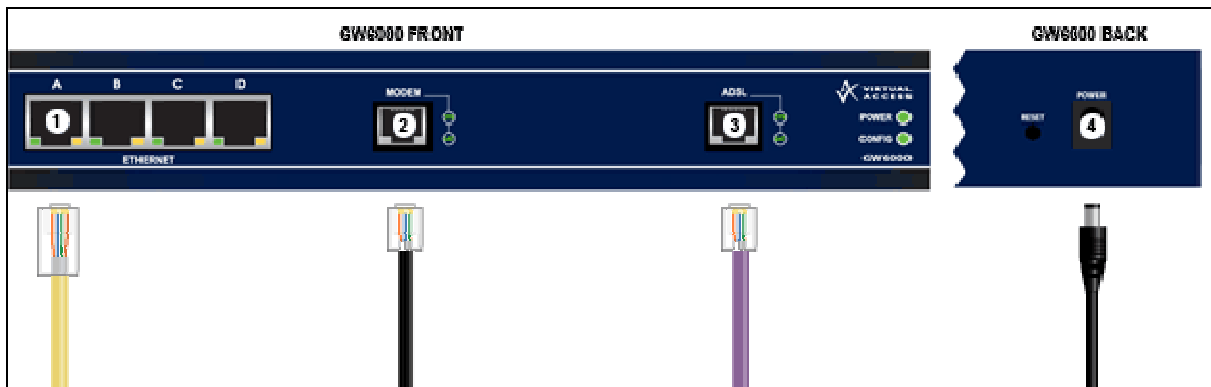 GW6000 FRONT
GW6000 BACK
A B C D
1
ETHERNET
MODEM
2
ADSL
3
VIRTUAL
ACCESS
POWER
CONFIG
GW6000
RESET
POWER
4